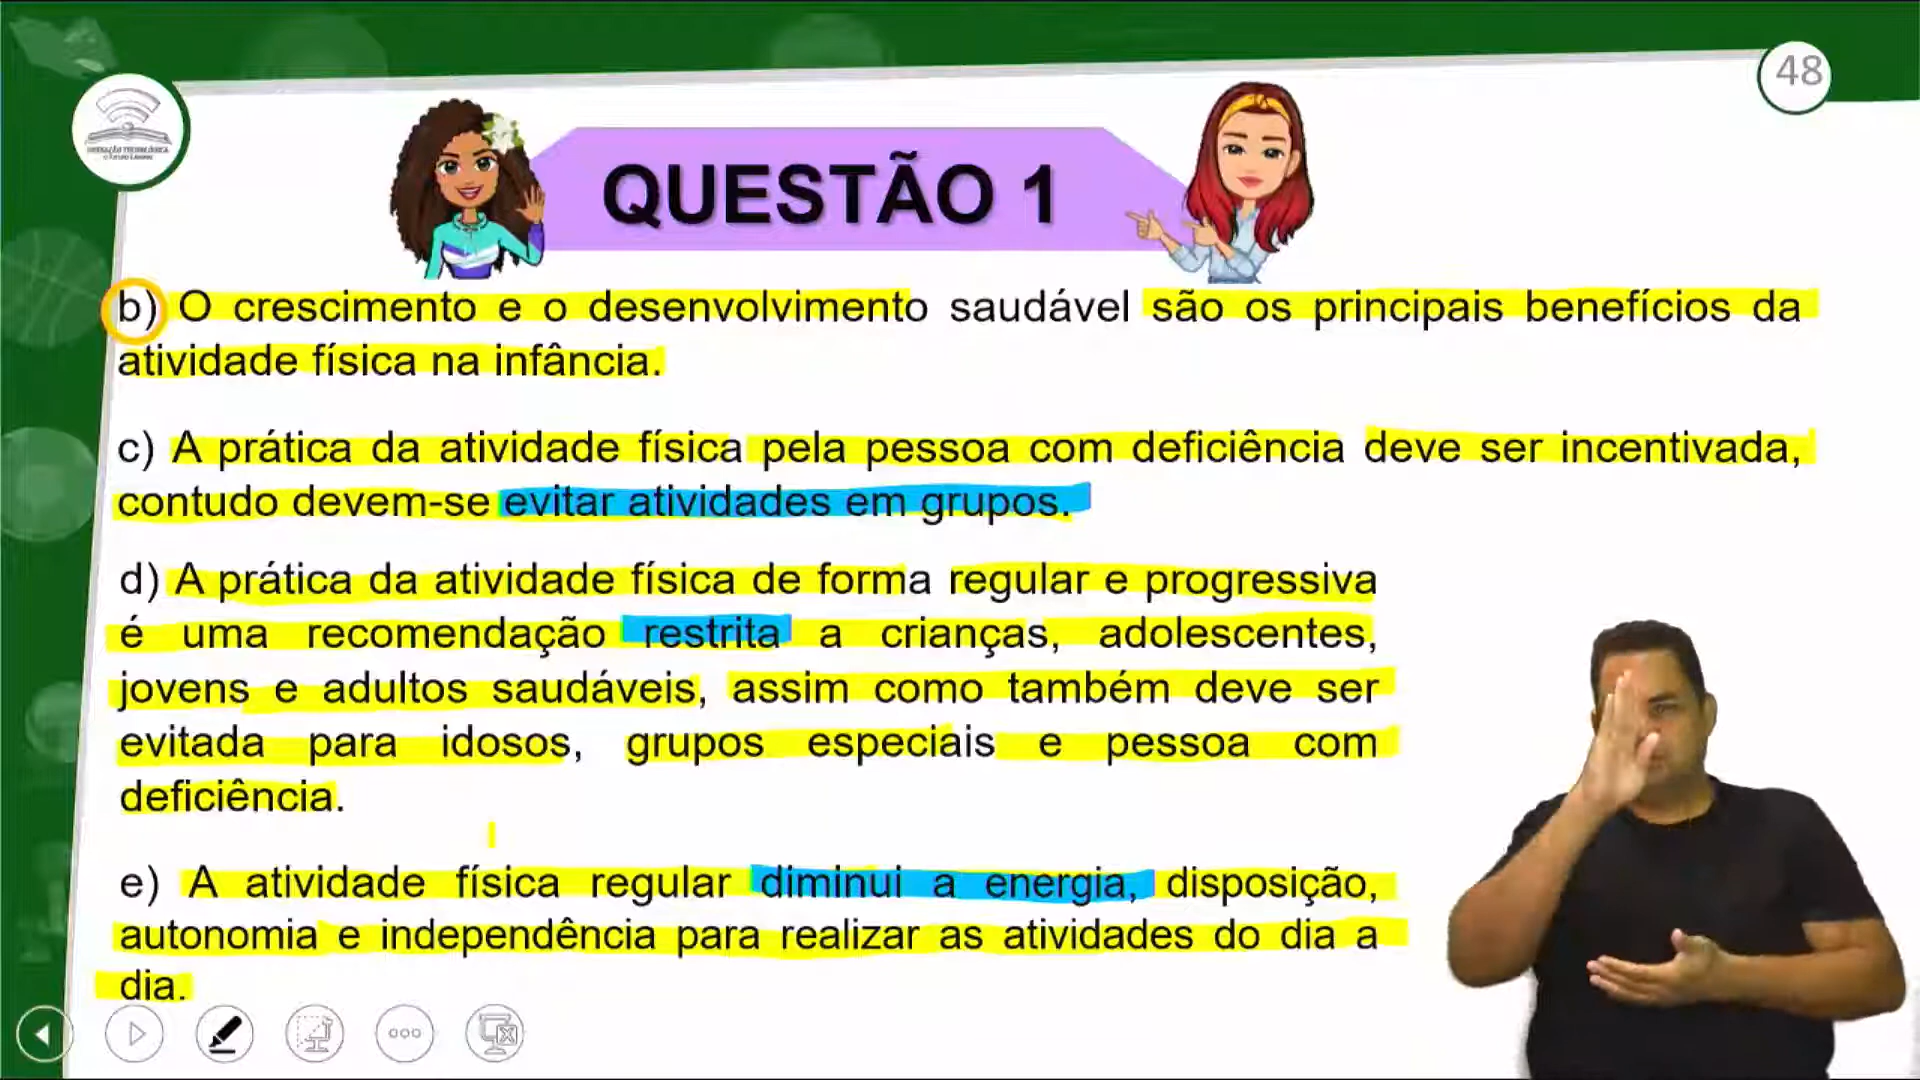 48
QUESTÃO 1
b) O crescimento e o desenvolvimento saudável são os principais benefícios da
atividade física na infância.
c) A prática da atividade física pela pessoa com deficiência deve ser incentivada,
contudo devem-se evitar atividades em grupos.
d) A prática da atividade física de forma regular e progressiva
é uma recomendação restrita a crianças, adolescentes,
jovens e adultos saudáveis, assim como também deve ser
evitada para idosos, grupos especiais e pessoa com
deficiência.
e) A atividade física regular diminui a energia, disposição,
autonomia e independência para realizar as atividades do dia a
dia.